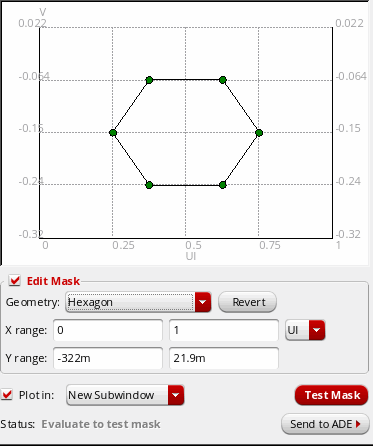 V
0.022 0.022
-0.064 -0.064
-0.15 -0.15
-0.24 -0.24
-0.32 -0.32
0 0.25 0.5 0.75 1
UI
Edit Mask
Geometry: Hexagon Revert
X range: 0 1 UI
Y range: -322m 21.9m
Plot in: New Subwindow Test Mask
Status: Evaluate to test mask Send to ADE